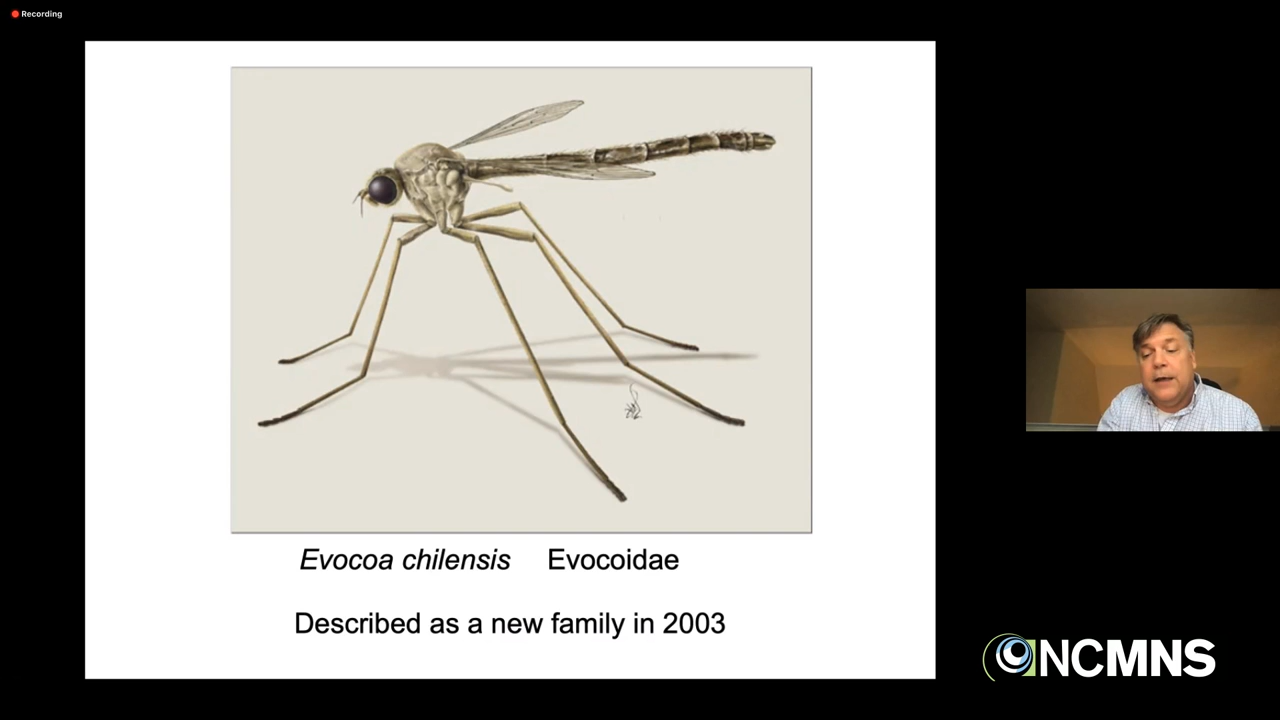 Recording
Evocoa chilensis Evocoidae
Described as a new family in 2003
NCMNS